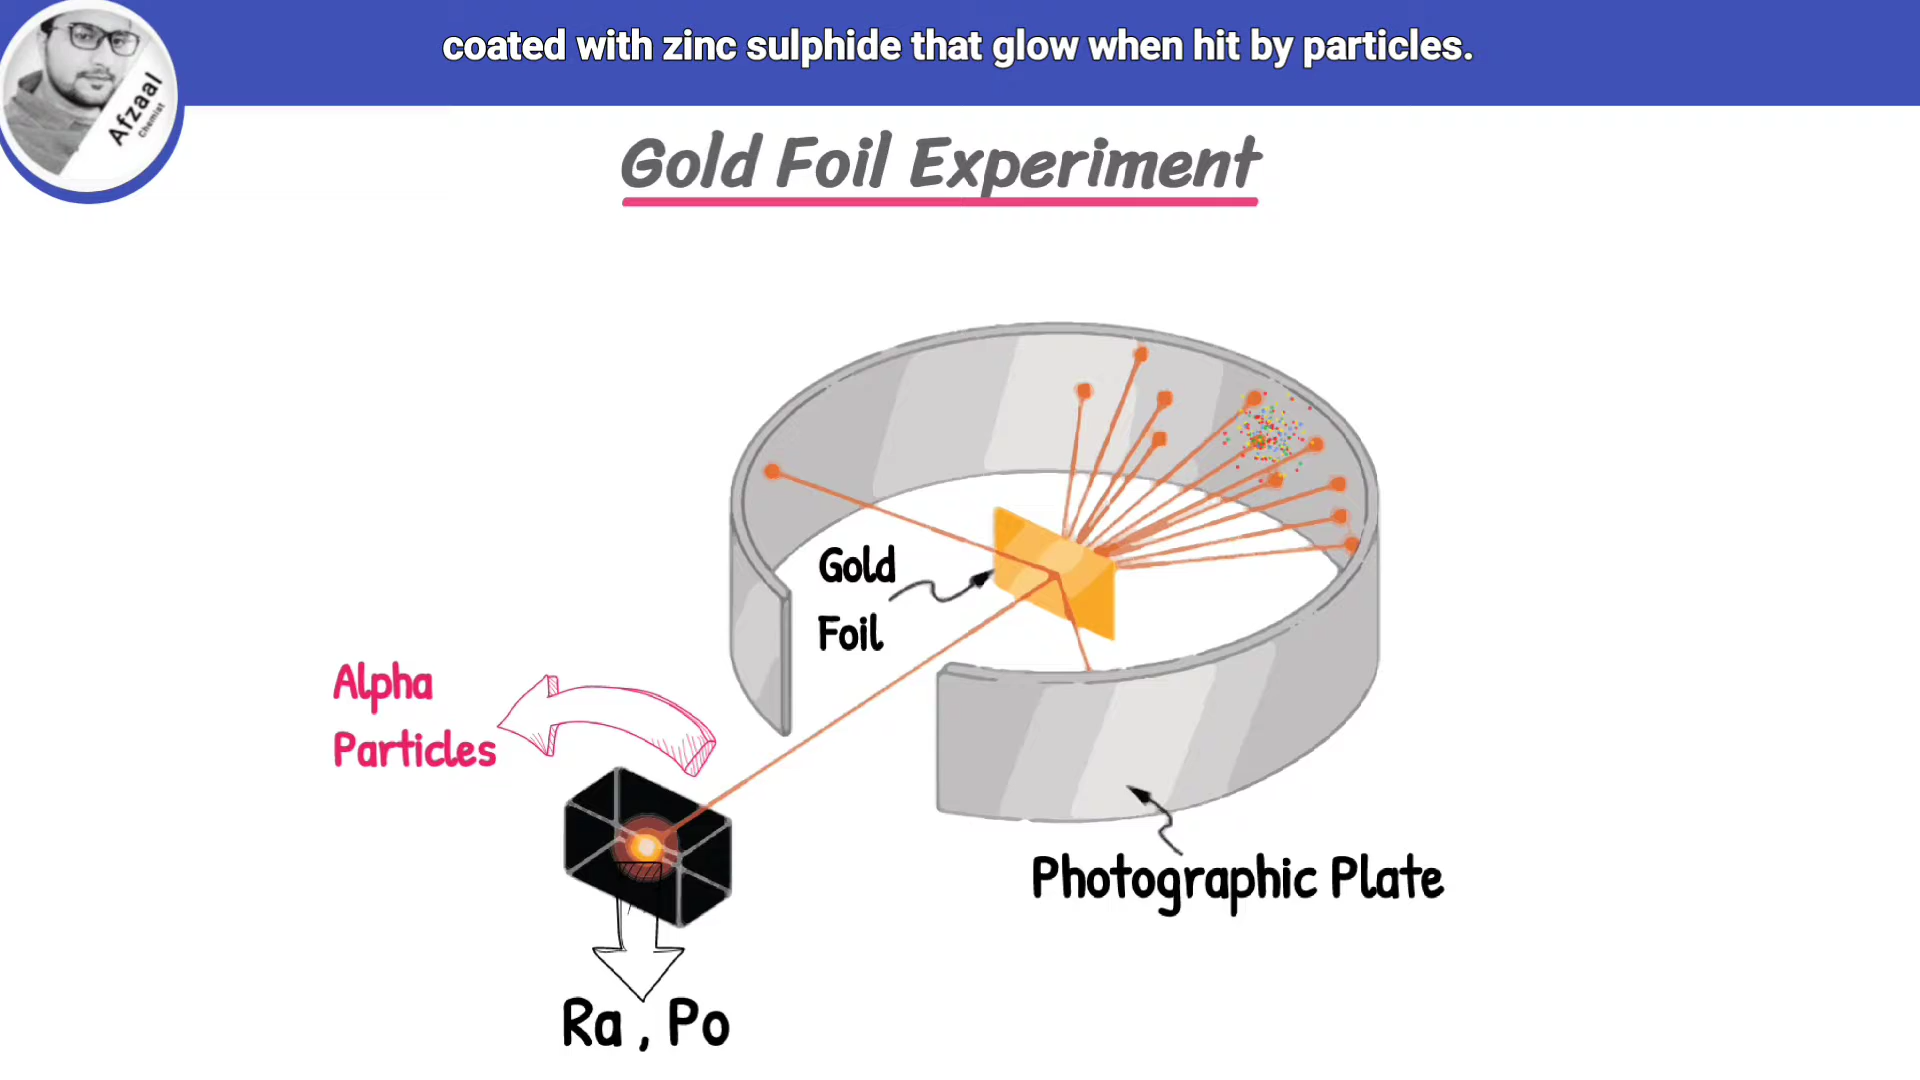 coated with zinc sulphide that glow when hit by particles.
Afzaal
Chemist
Gold Foil Experiment
Gold
Foil
Alpha
Particles
Photographic Plate
Ra , Po